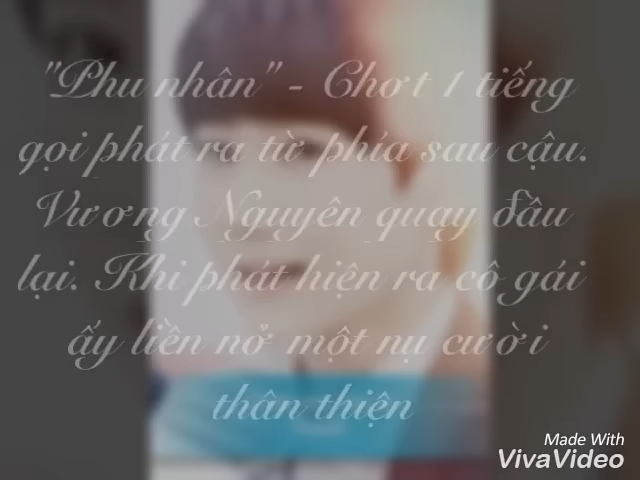 "Phu nhân" - Chợt 1 tiếng
gọi phát ra từ phía sau cậu.
Vương Nguyên quay đầu
lại. Khi phát hiện ra cô gái
ấy liền nở một nụ cười
thân thiện
Made With
VivaVideo